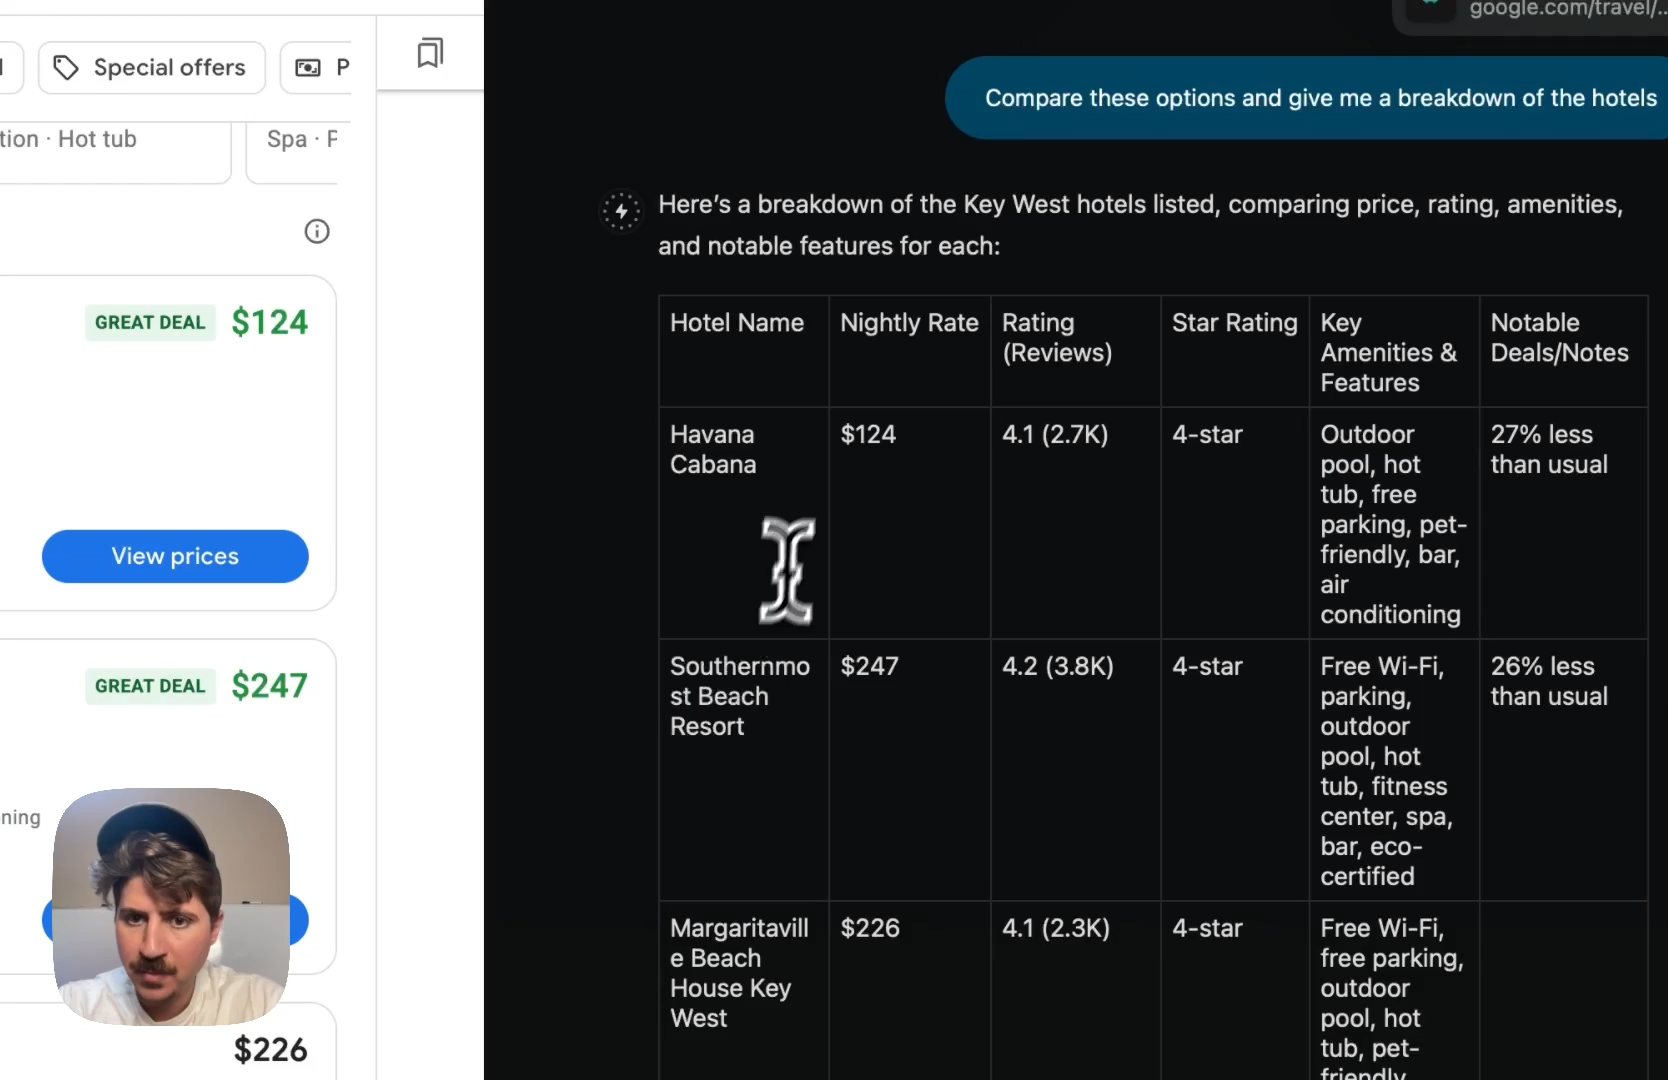 Special offers
P
tion · Hot tub
Spa ·
GREAT DEAL $124
View prices
GREAT DEAL $247
ning
$226
google.com/travel/...
Compare these options and give me a breakdown of the hotels
Here's a breakdown of the Key West hotels listed, comparing price, rating, amenities,
and notable features for each:
Hotel Name
Nightly Rate
Rating
(Reviews)
Star Rating
Key
Amenities &
Features
Notable
Deals/Notes
Havana
Cabana
$124
4.1 (2.7K)
4-star
Outdoor
pool, hot
tub, free
parking, pet-
friendly, bar,
air
conditioning
27% less
than usual
Southernmo
st Beach
Resort
$247
4.2 (3.8K)
4-star
Free Wi-Fi,
parking,
outdoor
pool, hot
tub, fitness
center, spa,
bar, eco-
certified
26% less
than usual
Margaritavill
e Beach
House Key
West
$226
4.1 (2.3K)
4-star
Free Wi-Fi,
free parking,
outdoor
pool, hot
tub, pet-
friendly